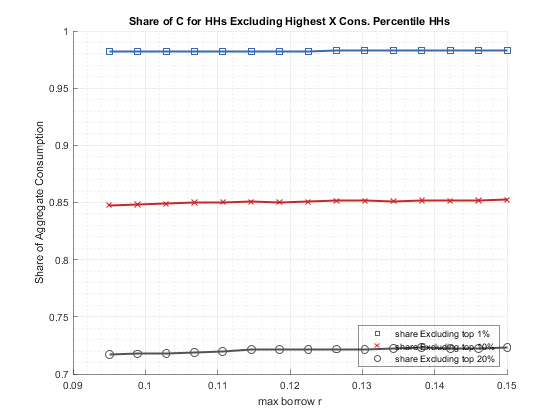 Share of C for HHs Excluding Highest X Cons. Percentile HHs
Share of Aggregate Consumption
1
0.95
0.9
0.85
0.8
0.75
0.7
share Excluding top 1%
share Excluding top 10%
share Excluding top 20%
0.09
0.1
0.11
0.12
0.13
0.14
0.15
max borrow r